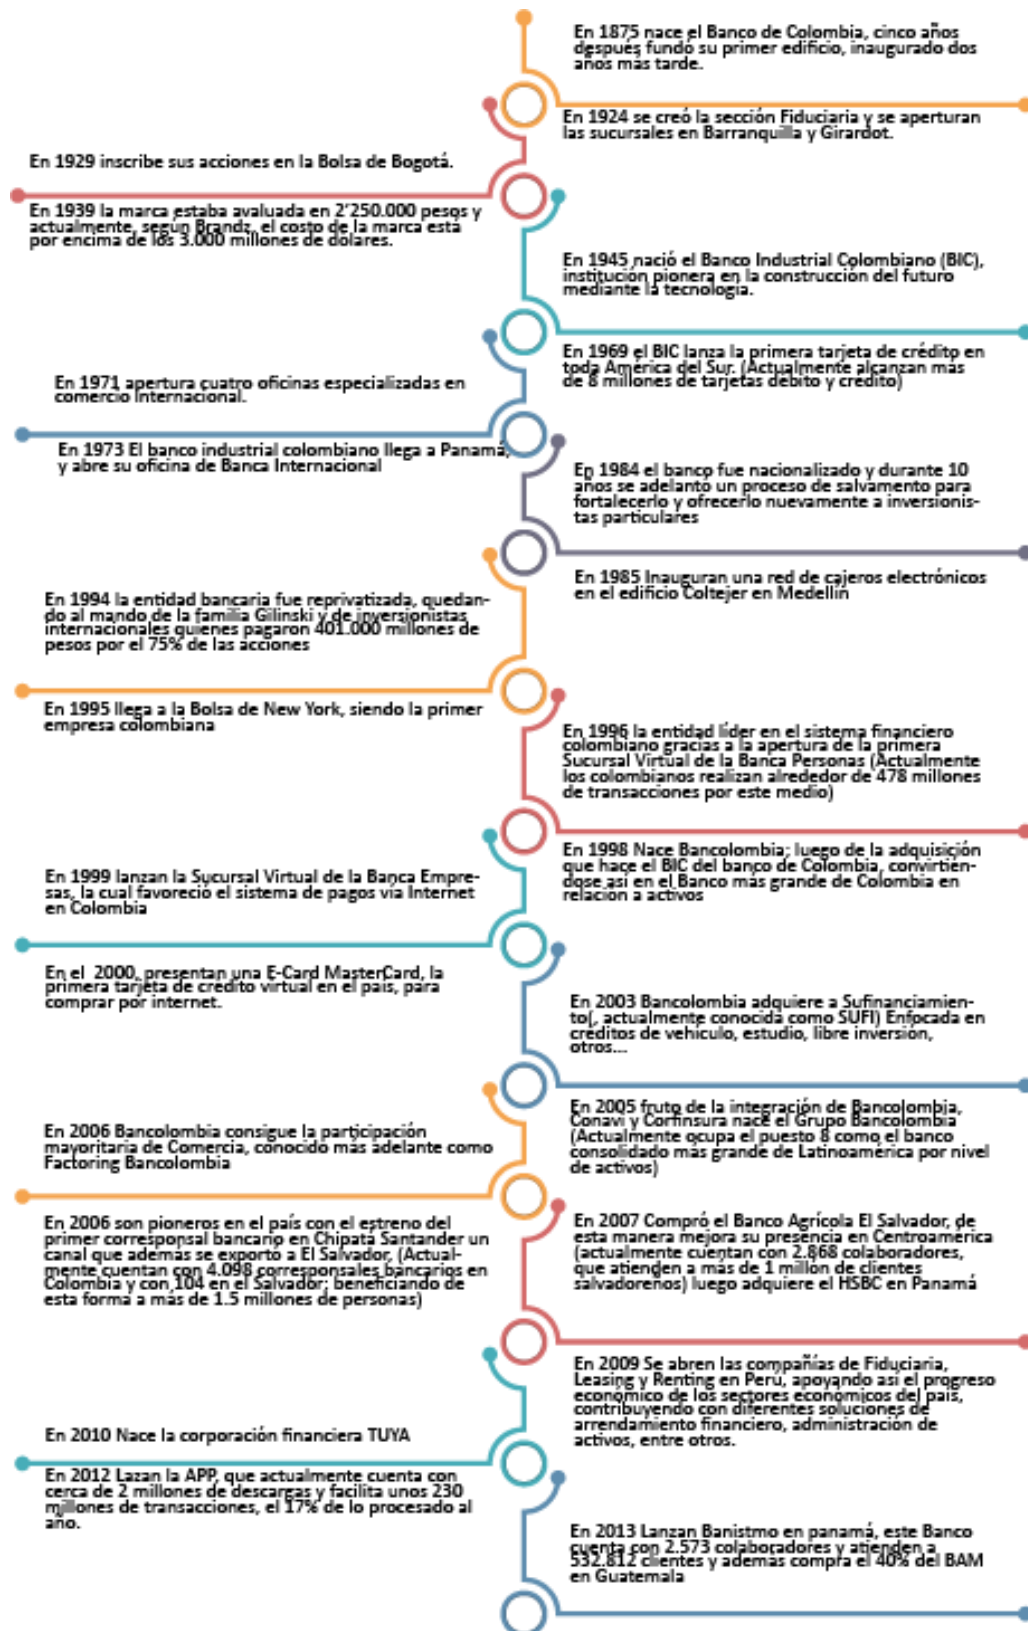 En 1875 nace el Banco de Colombia, cinco años
después fundó su primer edificio, inaugurado dos
años más tarde.
En 1924 se creó la sección Fiduciaria y se aperturan
las sucursales en Barranquilla y Girardot.
En 1929 inscribe sus acciones en la Bolsa de Bogotá.
En 1939 la marca estaba avaluada en 2'250.000 pesos y
actualmente, según Brandz, el costo de la marca está
por encima de los 3.000 millones de dólares.
En 1945 nació el Banco Industrial Colombiano (BIC),
institución pionera en la construcción del futuro
mediante la tecnología.
En 1969 el BIC lanza la primera tarjeta de crédito en
toda América del Sur. (Actualmente alcanzan más
de 8 millones de tarjetas débito y crédito)
En 1971 apertura cuatro oficinas especializadas en
comercio Internacional.
En 1973 El banco industrial colombiano llega a Panamá,
y abre su oficina de Banca Internacional
En 1984 el banco fue nacionalizado y durante 10
años se adelantó un proceso de salvamento para
fortalecerlo y ofrecerlo nuevamente a inversionis-
tas particulares
En 1985 Inauguran una red de cajeros electrónicos
en el edificio Coltejer en Medellín
En 1994 la entidad bancaria fue reprivatizada, quedan-
do al mando de la familia Gilinski y de inversionistas
internacionales quienes pagaron 401.000 millones de
pesos por el 75% de las acciones
En 1995 llega a la Bolsa de New York, siendo la primer
empresa colombiana
En 1996 la entidad líder en el sistema financiero
colombiano gracias a la apertura de la primera
Sucursal Virtual de la Banca Personas (Actualmente
los colombianos realizan alrededor de 478 millones
de transacciones por este medio)
En 1998 Nace Bancolombia; luego de la adquisición
que hace el BIC del banco de Colombia, convirtién-
dose así en el Banco más grande de Colombia en
relación a activos
En 1999 lanzan la Sucursal Virtual de la Banca Empre-
sas, la cual favoreció el sistema de pagos vía Internet
en Colombia
En el 2000, presentan una E-Card MasterCard, la
primera tarjeta de crédito virtual en el país, para
comprar por internet.
En 2003 Bancolombia adquiere a Sufinanciamien-
to(, actualmente conocida como SUFI) Enfocada en
créditos de vehículo, estudio, libre inversión,
otros...
En 2005 fruto de la integración de Bancolombia,
Conavi y Corfinsura nace el Grupo Bancolombia
(Actualmente ocupa el puesto 8 como el banco
consolidado más grande de Latinoamérica por nivel
de activos)
En 2006 Bancolombia consigue la participación
mayoritaria de Comercia, conocido más adelante como
Factoring Bancolombia
En 2006 son pioneros en el país con el estreno del
primer corresponsal bancario en Chipatá Santander un
canal que además se exportó a El Salvador, (Actual-
mente cuentan con 4.098 corresponsales bancarios en
Colombia y con 104 en el Salvador; beneficiando de
esta forma a más de 1.5 millones de personas)
En 2007 Compró el Banco Agrícola El Salvador, de
esta manera mejora su presencia en Centroamérica
(actualmente cuentan con 2.868 colaboradores,
que atienden a más de 1 millón de clientes
salvadoreños) luego adquiere el HSBC en Panamá
En 2009 Se abren las compañías de Fiduciaria,
Leasing y Renting en Perú, apoyando así el progreso
económico de los sectores económicos del país,
contribuyendo con diferentes soluciones de
arrendamiento financiero, administración de
activos, entre otros.
En 2010 Nace la corporación financiera TUYA
En 2012 Lazan la APP, que actualmente cuenta con
cerca de 2 millones de descargas y facilita unos 230
millones de transacciones, el 17% de lo procesado al
año.
En 2013 Lanzan Banistmo en panamá, este Banco
cuenta con 2.573 colaboradores y atienden a
532.812 clientes y además compra el 40% del BAM
en Guatemala